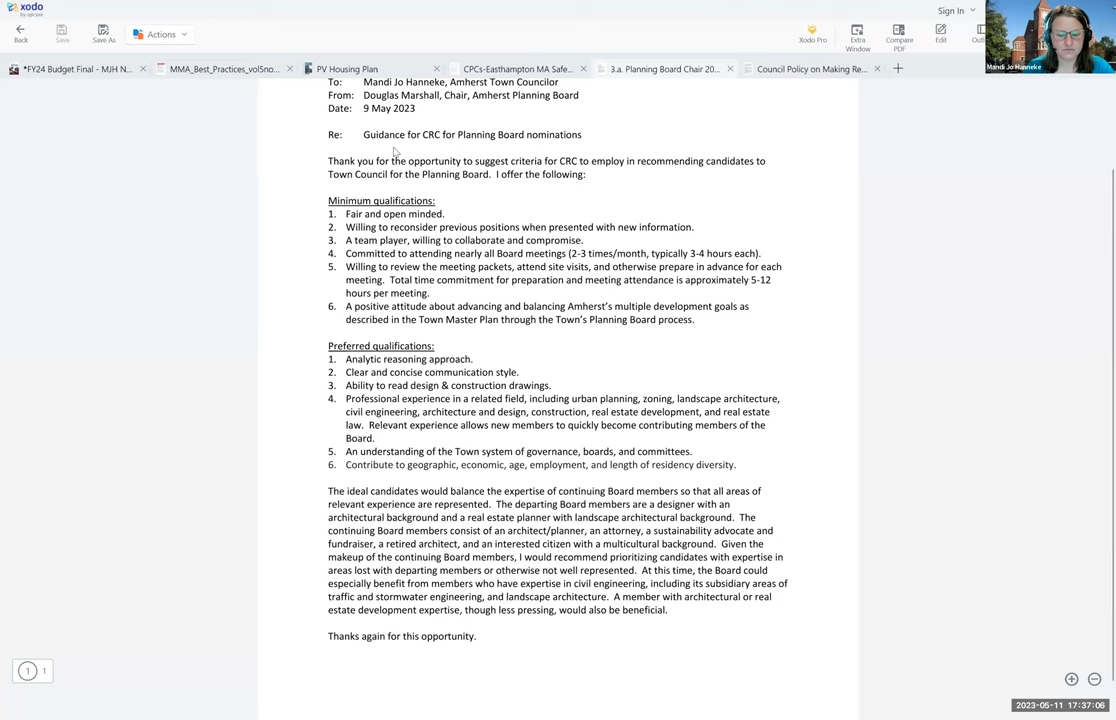 xodo
by apryse
Sign In
Back
Save
Save As
Actions
Xodo Pro
Extra
Window
Compare
PDF
Edit
*FY24 Budget Final - MJH N...
MMA_Best_Practices_vol5no...
PV Housing Plan
CPCs-Easthampton MA Safe...
3.a. Planning Board Chair 20...
Council Policy on Making Re...
Mandi Jo Hanneke
To: Mandi Jo Hanneke, Amherst Town Councilor
From: Douglas Marshall, Chair, Amherst Planning Board
Date: 9 May 2023
Re: Guidance for CRC for Planning Board nominations
Thank you for the opportunity to suggest criteria for CRC to employ in recommending candidates to
Town Council for the Planning Board. I offer the following:
Minimum qualifications:
1. Fair and open minded.
2. Willing to reconsider previous positions when presented with new information.
3. A team player, willing to collaborate and compromise.
4. Committed to attending nearly all Board meetings (2-3 times/month, typically 3-4 hours each).
5. Willing to review the meeting packets, attend site visits, and otherwise prepare in advance for each
meeting. Total time commitment for preparation and meeting attendance is approximately 5-12
hours per meeting.
6. A positive attitude about advancing and balancing Amherst's multiple development goals as
described in the Town Master Plan through the Town's Planning Board process.
Preferred qualifications:
1. Analytic reasoning approach.
2. Clear and concise communication style.
3. Ability to read design & construction drawings.
4. Professional experience in a related field, including urban planning, zoning, landscape architecture,
civil engineering, architecture and design, construction, real estate development, and real estate
law. Relevant experience allows new members to quickly become contributing members of the
Board.
5. An understanding of the Town system of governance, boards, and committees.
6. Contribute to geographic, economic, age, employment, and length of residency diversity.
The ideal candidates would balance the expertise of continuing Board members so that all areas of
relevant experience are represented. The departing Board members are a designer with an
architectural background and a real estate planner with landscape architectural background. The
continuing Board members consist of an architect/planner, an attorney, a sustainability advocate and
fundraiser, a retired architect, and an interested citizen with a multicultural background. Given the
makeup of the continuing Board members, I would recommend prioritizing candidates with expertise in
areas lost with departing members or otherwise not well represented. At this time, the Board could
especially benefit from members who have expertise in civil engineering, including its subsidiary areas of
traffic and stormwater engineering, and landscape architecture. A member with architectural or real
estate development expertise, though less pressing, would also be beneficial.
Thanks again for this opportunity.
1 1
2023-05-11 17:37:06